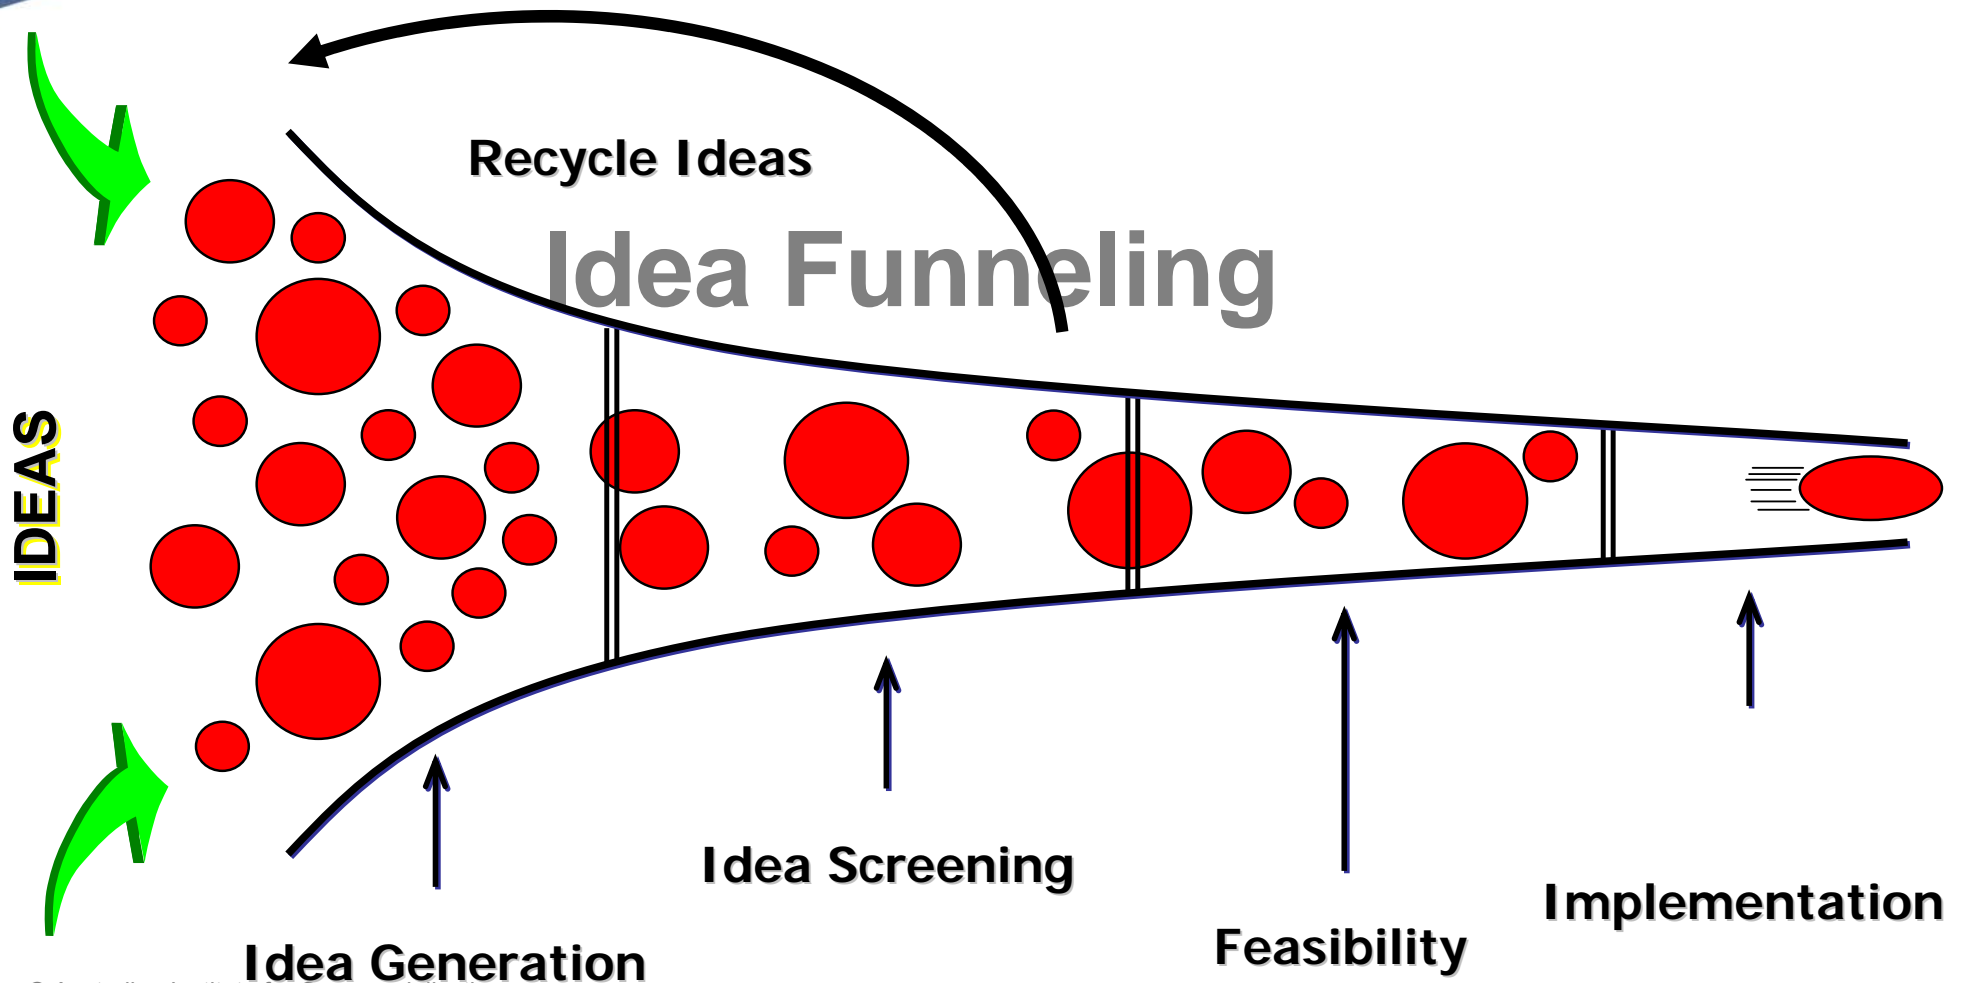 Recycle Ideas
Idea Funneling
IDEAS
Idea Screening
Implementation
Feasibility
Idea Generation